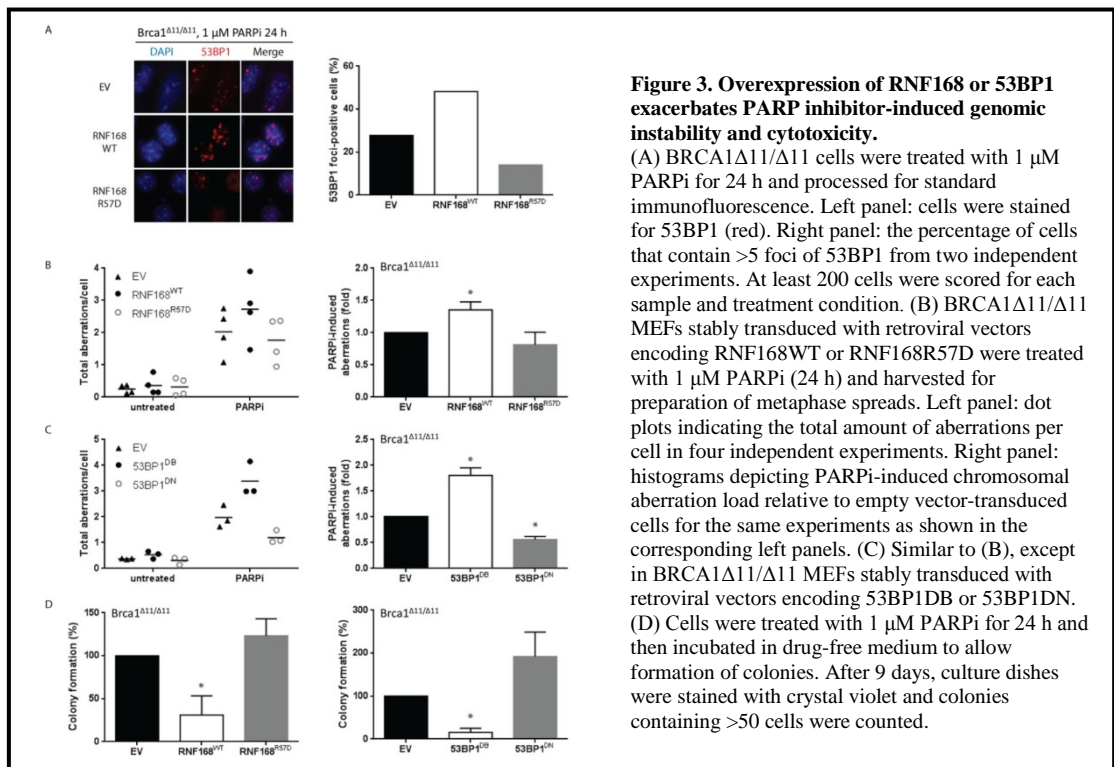 A
Brca1Δ11/Δ11, 1 μM PARPi 24 h
DAPI 53BP1 Merge
EV
RNF168
WT
RNF168
R57D
53BP1 foci-positive cells (%)
60
40
20
0
EV RNF168WT RNF168R57D
B
Total aberrations/cell
4
3
2
1
0
EV
RNF168WT
RNF168R57D
untreated PARPi
Brca1Δ11/Δ11
PARPi-induced
aberrations (fold)
2.0
1.5
1.0
0.5
0.0
*
EV RNF168WT RNF168R57D
C
Total aberrations/cell
5
4
3
2
1
0
EV
53BP1DB
53BP1DN
untreated PARPi
Brca1Δ11/Δ11
PARPi-induced
aberrations (fold)
2.0
1.5
1.0
0.5
0.0
*
*
EV 53BP1DB 53BP1DN
D
Brca1Δ11/Δ11
Colony formation (%)
150
100
50
0
*
EV RNF168WT RNF168R57D
Brca1Δ11/Δ11
Colony formation (%)
300
200
100
0
*
EV 53BP1DB 53BP1DN
Figure 3. Overexpression of RNF168 or 53BP1
exacerbates PARP inhibitor-induced genomic
instability and cytotoxicity.
(A) BRCA1Δ11/Δ11 cells were treated with 1 μM
PARPi for 24 h and processed for standard
immunofluorescence. Left panel: cells were stained
for 53BP1 (red). Right panel: the percentage of cells
that contain >5 foci of 53BP1 from two independent
experiments. At least 200 cells were scored for each
sample and treatment condition. (B) BRCA1Δ11/Δ11
MEFs stably transduced with retroviral vectors
encoding RNF168WT or RNF168R57D were treated
with 1 μM PARPi (24 h) and harvested for
preparation of metaphase spreads. Left panel: dot
plots indicating the total amount of aberrations per
cell in four independent experiments. Right panel:
histograms depicting PARPi-induced chromosomal
aberration load relative to empty vector-transduced
cells for the same experiments as shown in the
corresponding left panels. (C) Similar to (B), except
in BRCA1Δ11/Δ11 MEFs stably transduced with
retroviral vectors encoding 53BP1DB or 53BP1DN.
(D) Cells were treated with 1 μM PARPi for 24 h and
then incubated in drug-free medium to allow
formation of colonies. After 9 days, culture dishes
were stained with crystal violet and colonies
containing >50 cells were counted.